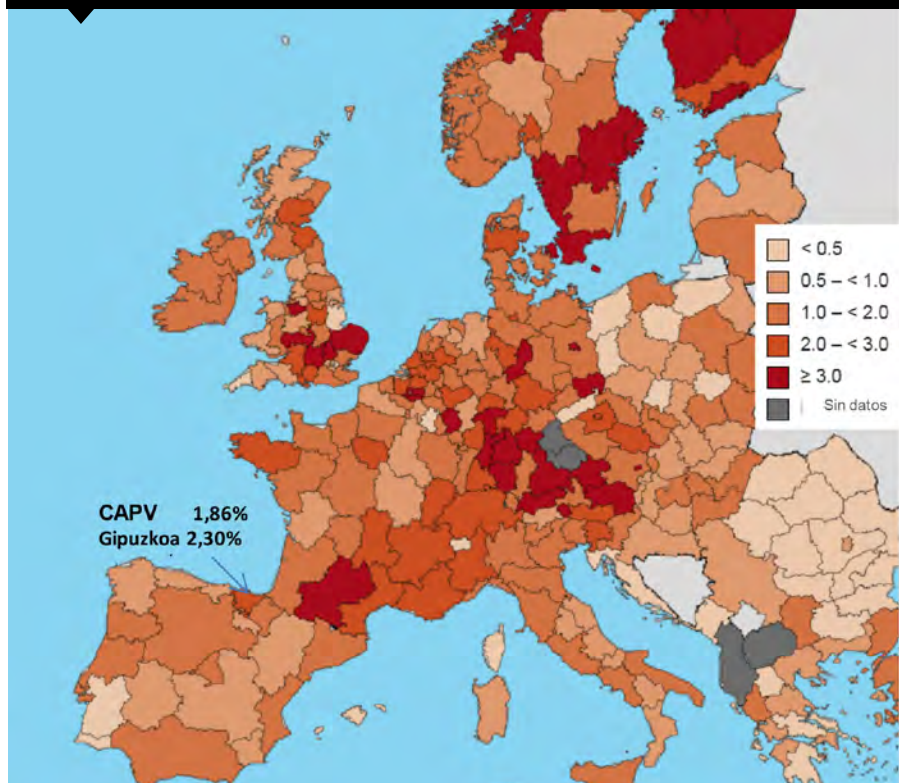 < 0.5
0.5 – < 1.0
1.0 – < 2.0
2.0 – < 3.0
≥ 3.0
Sin datos
CAPV 1,86%
Gipuzkoa 2,30%